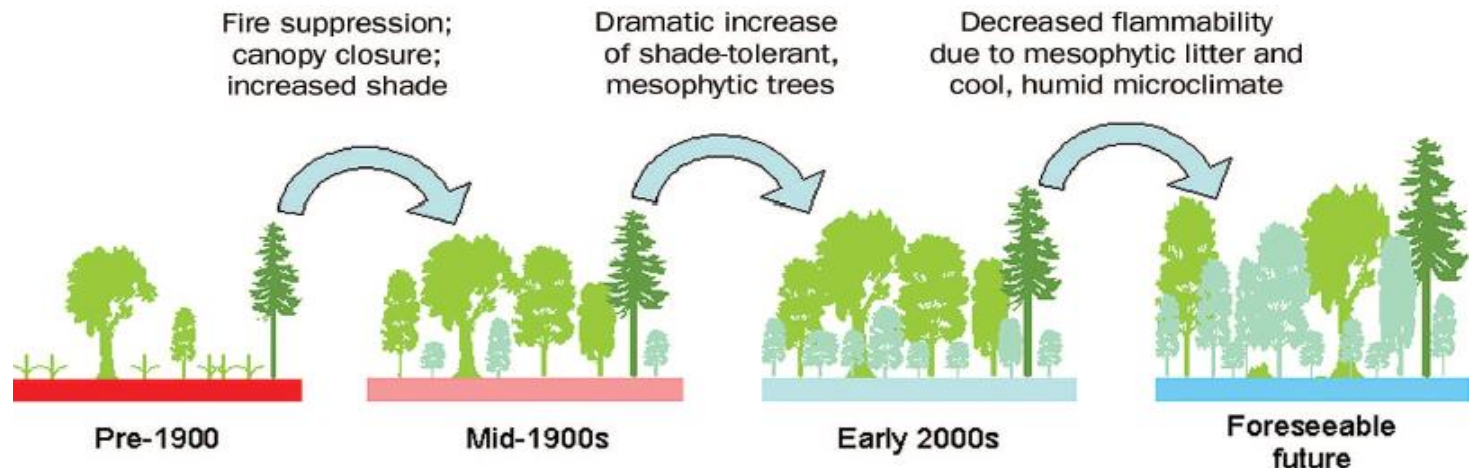 Fire suppression;
canopy closure;
increased shade
Dramatic increase
of shade-tolerant,
mesophytic trees
Decreased flammability
due to mesophytic litter and
cool, humid microclimate
Pre-1900
Mid-1900s
Early 2000s
Foreseeable
future